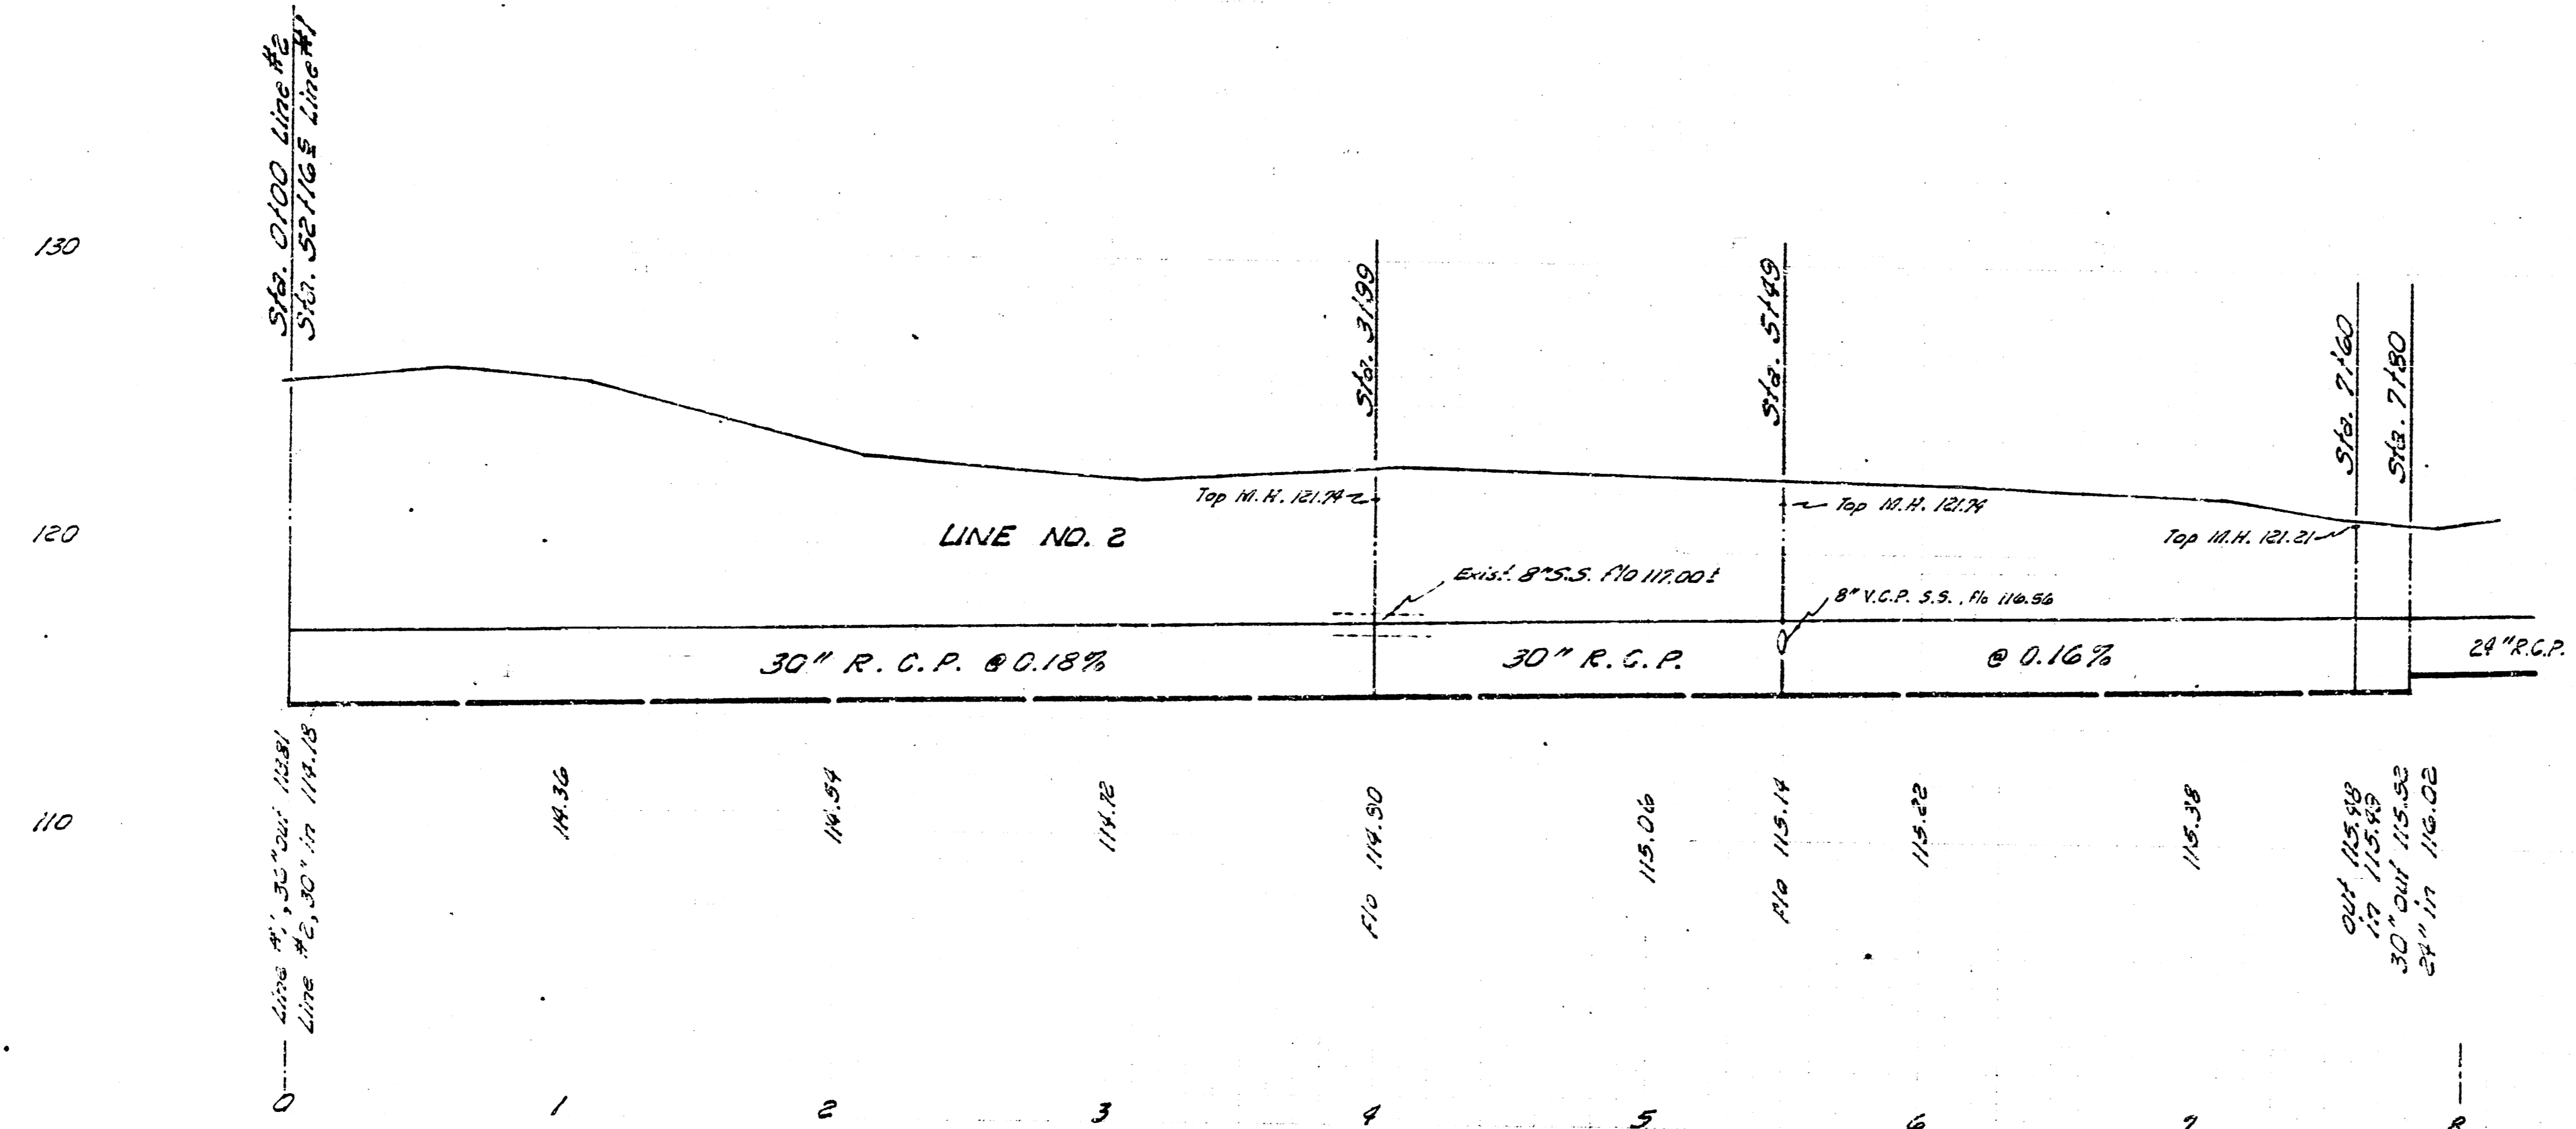 Sta. 0+00 Line #2
Sta. 52+16.5 Line #1
130
Sta. 3+99
Sta. 5+49
Sta. 7+60
Sta. 7+80
Top M.H. 121.74
Top M.H. 121.74
Top M.H. 121.21
120
LINE NO. 2
Exist. 8" S.S. Flo 117.00±
8" V.C.P. S.S., Flo 116.56
30" R.C.P. @ 0.18%
30" R.C.P.
@ 0.16%
24" R.C.P.
110
Line #1, 30" out 113.81
Line #2, 30" in 114.18
114.36
114.54
114.72
Flo 114.90
115.06
Flo 115.14
115.22
115.38
out 115.48
in 115.49
30" out 115.52
24" in 116.02
0
1
2
3
4
5
6
7
8